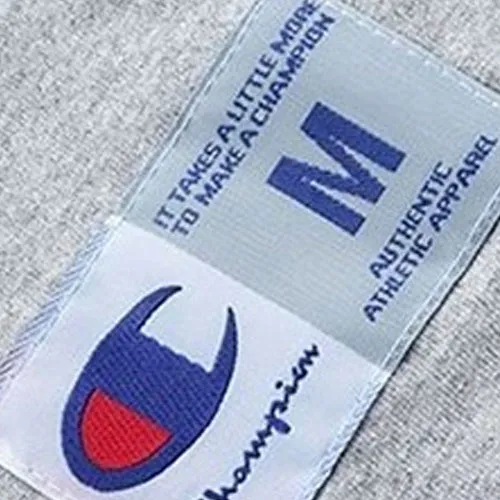 IT TAKES A LITTLE MORE
TO MAKE A CHAMPION
M
AUTHENTIC
ATHLETIC APPAREL
Champion